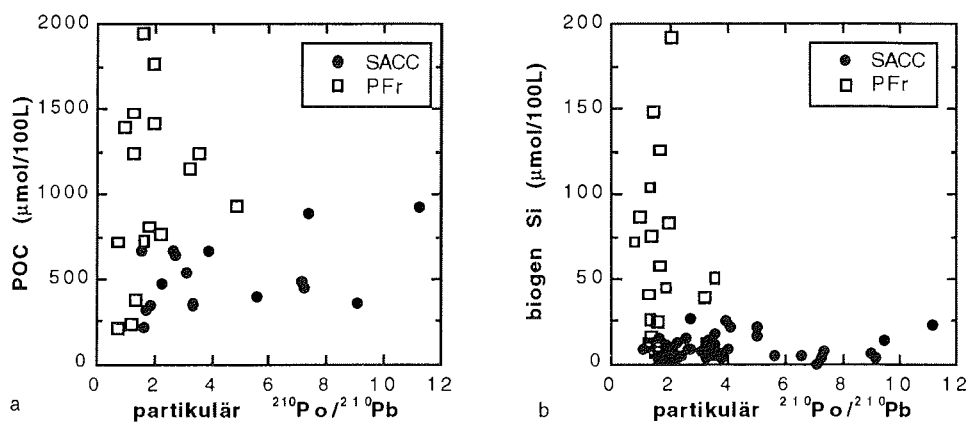 2000
1500
1000
500
0
POC (µmol/100L)
SACC
PFr
0 2 4 6 8 10 12
partikulär ²¹⁰Po/²¹⁰Pb
a
200
150
100
50
0
biogen Si (µmol/100L)
SACC
PFr
0 2 4 6 8 10 12
partikulär ²¹⁰Po/²¹⁰Pb
b